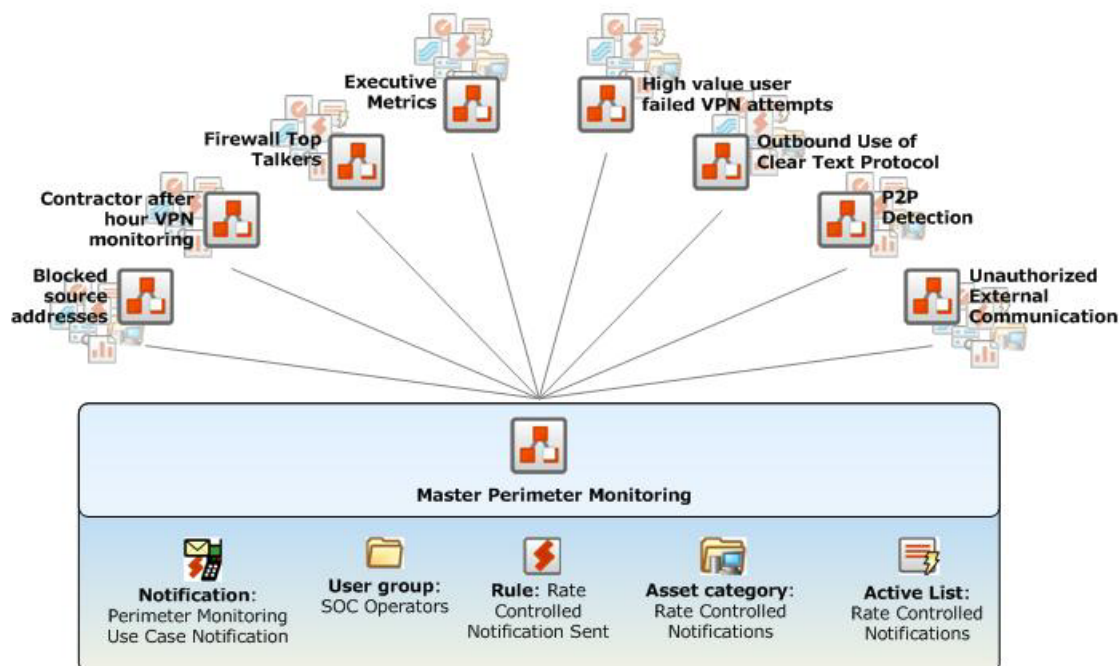 Executive
Metrics
High value user
failed VPN attempts
Firewall Top
Talkers
Outbound Use of
Clear Text Protocol
Contractor after
hour VPN
monitoring
P2P
Detection
Blocked
source
addresses
Unauthorized
External
Communication
Master Perimeter Monitoring
Notification:
Perimeter Monitoring
Use Case Notification
User group:
SOC Operators
Rule: Rate
Controlled
Notification Sent
Asset category:
Rate Controlled
Notifications
Active List:
Rate Controlled
Notifications